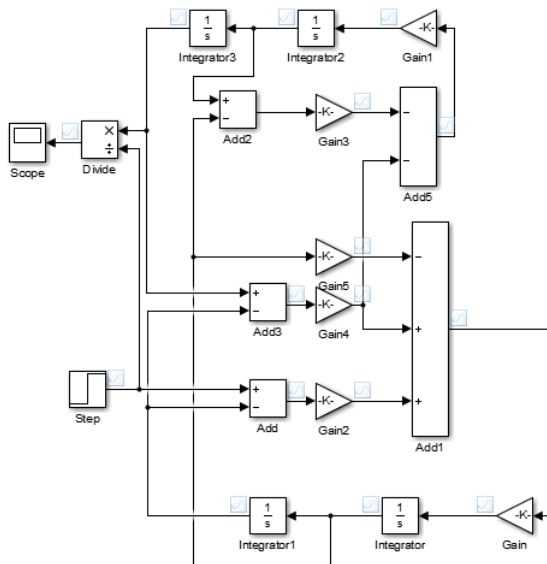 1
s
Integrator3
1
s
Integrator2
-K-
Gain1
+
−
Add2
-K-
Gain3
−
−
Add5
Scope
×
÷
Divide
-K-
Gain5
−
+
+
Add1
+
−
Add3
-K-
Gain4
Step
+
−
Add
-K-
Gain2
1
s
Integrator1
1
s
Integrator
-K-
Gain